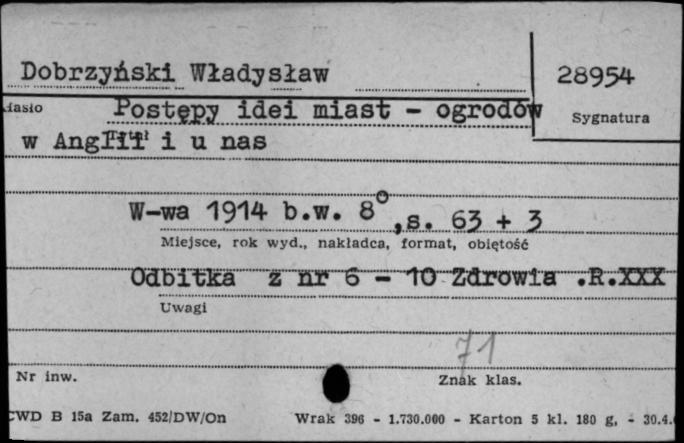 Dobrzyński Władysław
28954
Hasło
Postępy idei miast - ogrodów
Sygnatura
w Anglii i u nas
Tytuł
W-wa 1914 b.w. 8°, s. 63 + 3
Miejsce, rok wyd., nakładca, format, objętość
Odbitka z nr 6 - 10 Zdrowia .R.XXX
Uwagi
71
Nr inw.
Znak klas.
CWD B 15a Zam. 452/DW/On Wrak 396 - 1.730.000 - Karton 5 kl. 180 g. - 30.4.